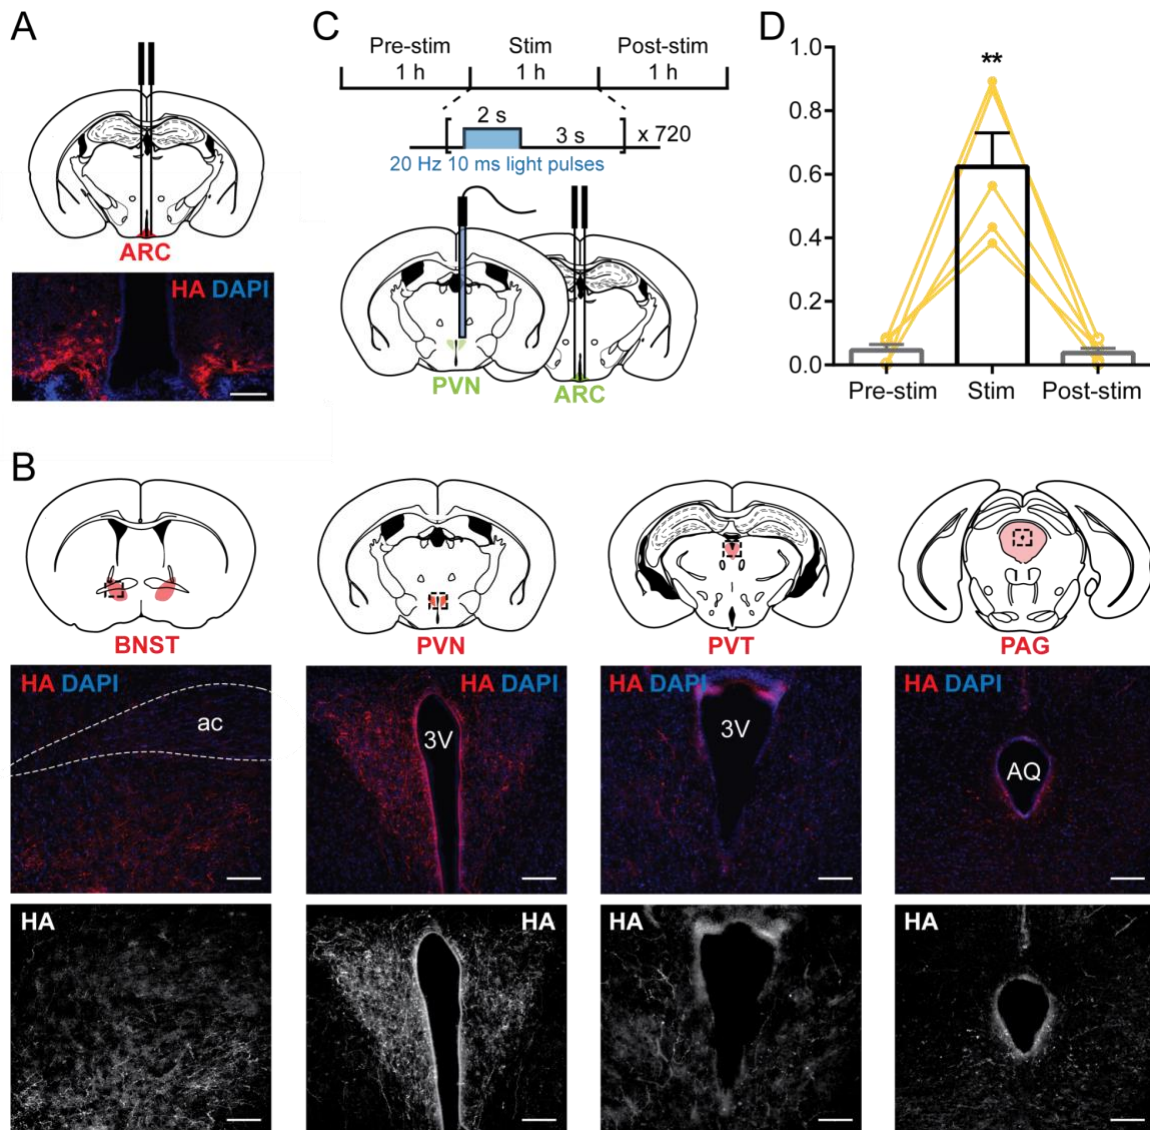 A
ARC
HA DAPI
C
Pre-stim
1 h
Stim
1 h
Post-stim
1 h
2 s
3 s
x 720
20 Hz 10 ms light pulses
PVN
ARC
D
1.0
0.8
0.6
0.4
0.2
0.0
**
Pre-stim
Stim
Post-stim
B
BNST
PVN
PVT
PAG
HA DAPI
ac
HA DAPI
3V
HA DAPI
3V
HA DAPI
AQ
HA
HA
HA
HA